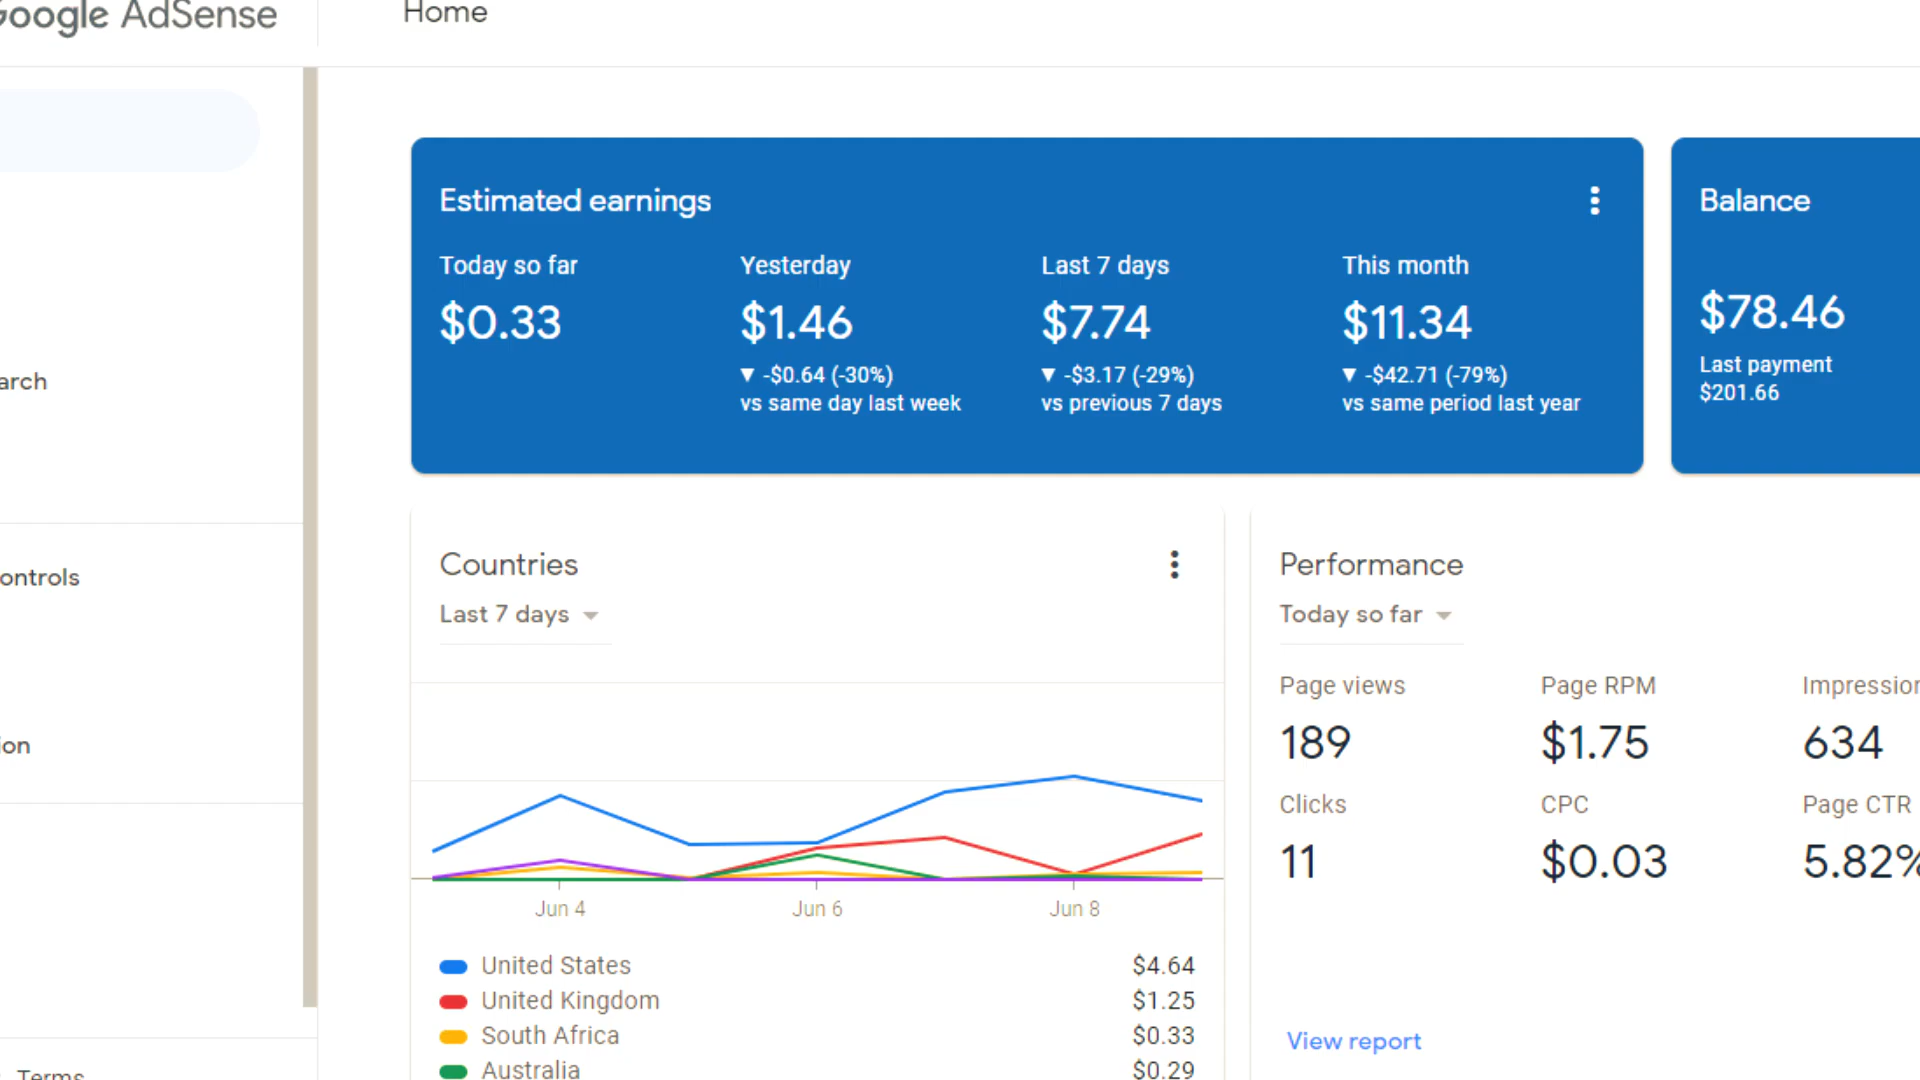 Google AdSense
Home
Estimated earnings
Balance
Today so far
Yesterday
Last 7 days
This month
$0.33
$1.46
$7.74
$11.34
$78.46
-$0.64 (-30%)
vs same day last week
-$3.17 (-29%)
vs previous 7 days
-$42.71 (-79%)
vs same period last year
Last payment
$201.66
arch
ontrols
ion
Terms
Countries
Last 7 days
Jun 4
Jun 6
Jun 8
United States $4.64
United Kingdom $1.25
South Africa $0.33
Australia $0.29
Performance
Today so far
Page views
Page RPM
Impression
189
$1.75
634
Clicks
CPC
Page CTR
11
$0.03
5.82%
View report